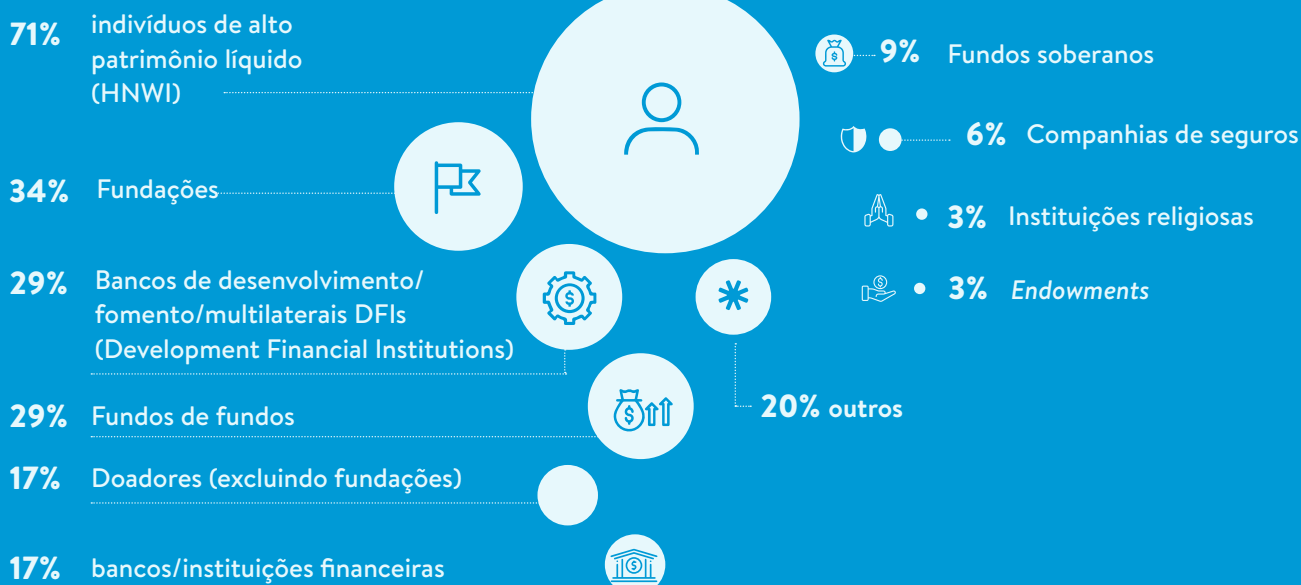 71% indivíduos de alto
patrimônio líquido
(HNWI)
34% Fundações
29% Bancos de desenvolvimento/
fomento/multilaterais DFIs
(Development Financial Institutions)
29% Fundos de fundos
17% Doadores (excluindo fundações)
17% bancos/instituições financeiras
9% Fundos soberanos
6% Companhias de seguros
3% Instituições religiosas
3% Endowments
20% outros